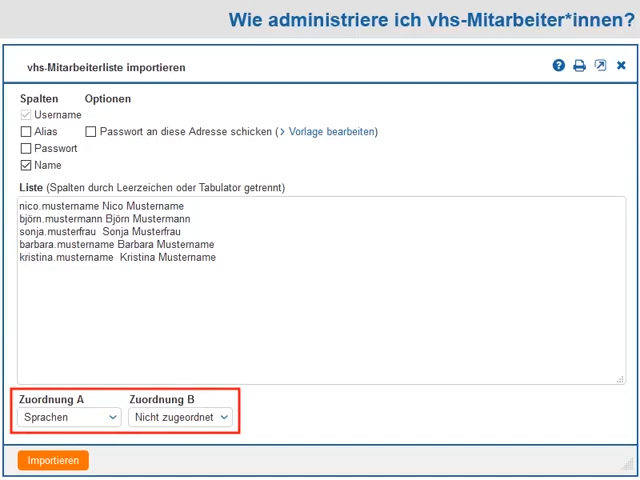 Wie administriere ich vhs-Mitarbeiter*innen?
vhs-Mitarbeiterliste importieren
Spalten Optionen
Username
Alias Passwort an diese Adresse schicken (> Vorlage bearbeiten)
Passwort
Name
Liste (Spalten durch Leerzeichen oder Tabulator getrennt)
nico.mustername Nico Mustername
björn.mustermann Björn Mustermann
sonja.musterfrau  Sonja Musterfrau
barbara.mustername Barbara Mustername
kristina.mustername  Kristina Mustername
Zuordnung A Zuordnung B
Sprachen Nicht zugeordnet
Importieren